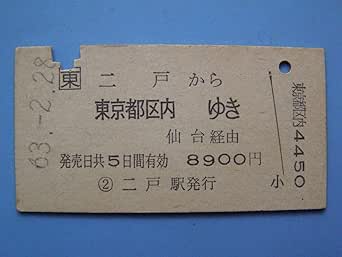 63.-2.28
東 二戸から
東京都区内 ゆき
仙台経由
発売日共5日間有効 8900円
② 二戸駅発行
小
東京都区内 4450